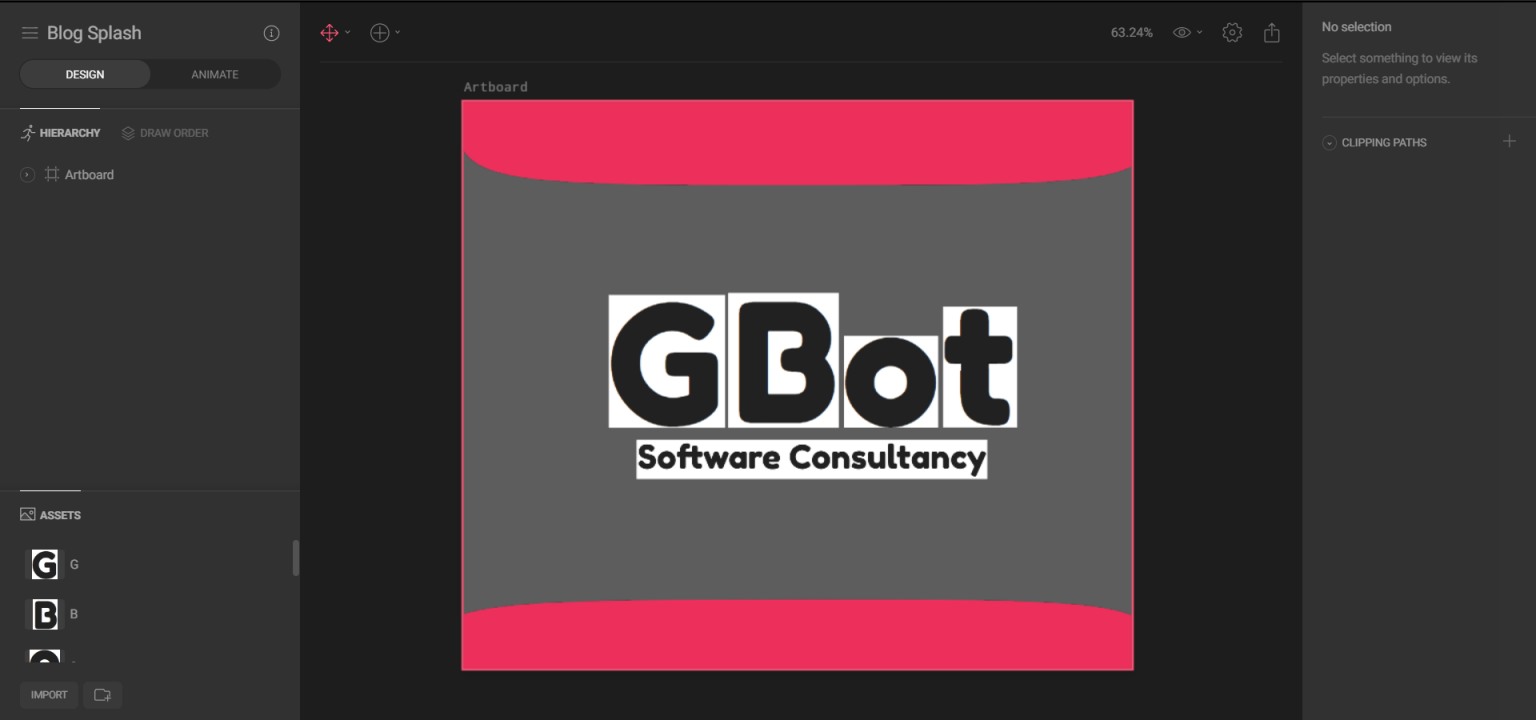 Blog Splash
DESIGN
ANIMATE
HIERARCHY
DRAW ORDER
Artboard
ASSETS
G
B
IMPORT
63.24%
Artboard
GBot
Software Consultancy
No selection
Select something to view its
properties and options.
CLIPPING PATHS